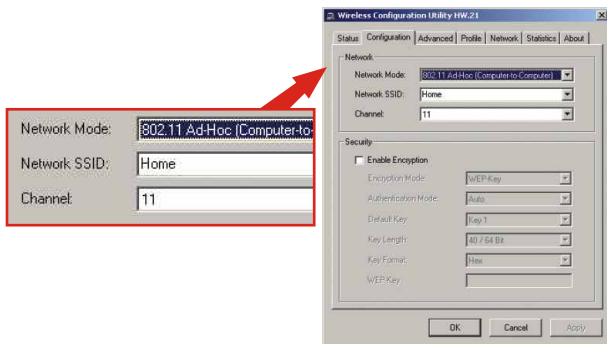 Wireless Configuration Utility HW.21
Status Configuration Advanced Profile Network Statistics About
Network
Network Mode: 802.11 Ad-Hoc (Computer-to-Computer)
Network SSID: Home
Channel: 11
Security
Enable Encryption
Encryption Mode: WEP-Key
Authentication Mode: Auto
Default Key: Key 1
Key Length: 40 / 64 Bit
Key Format: Hex
WEP-Key:
OK Cancel Apply
Network Mode: 802.11 Ad-Hoc (Computer-to-
Network SSID: Home
Channel: 11